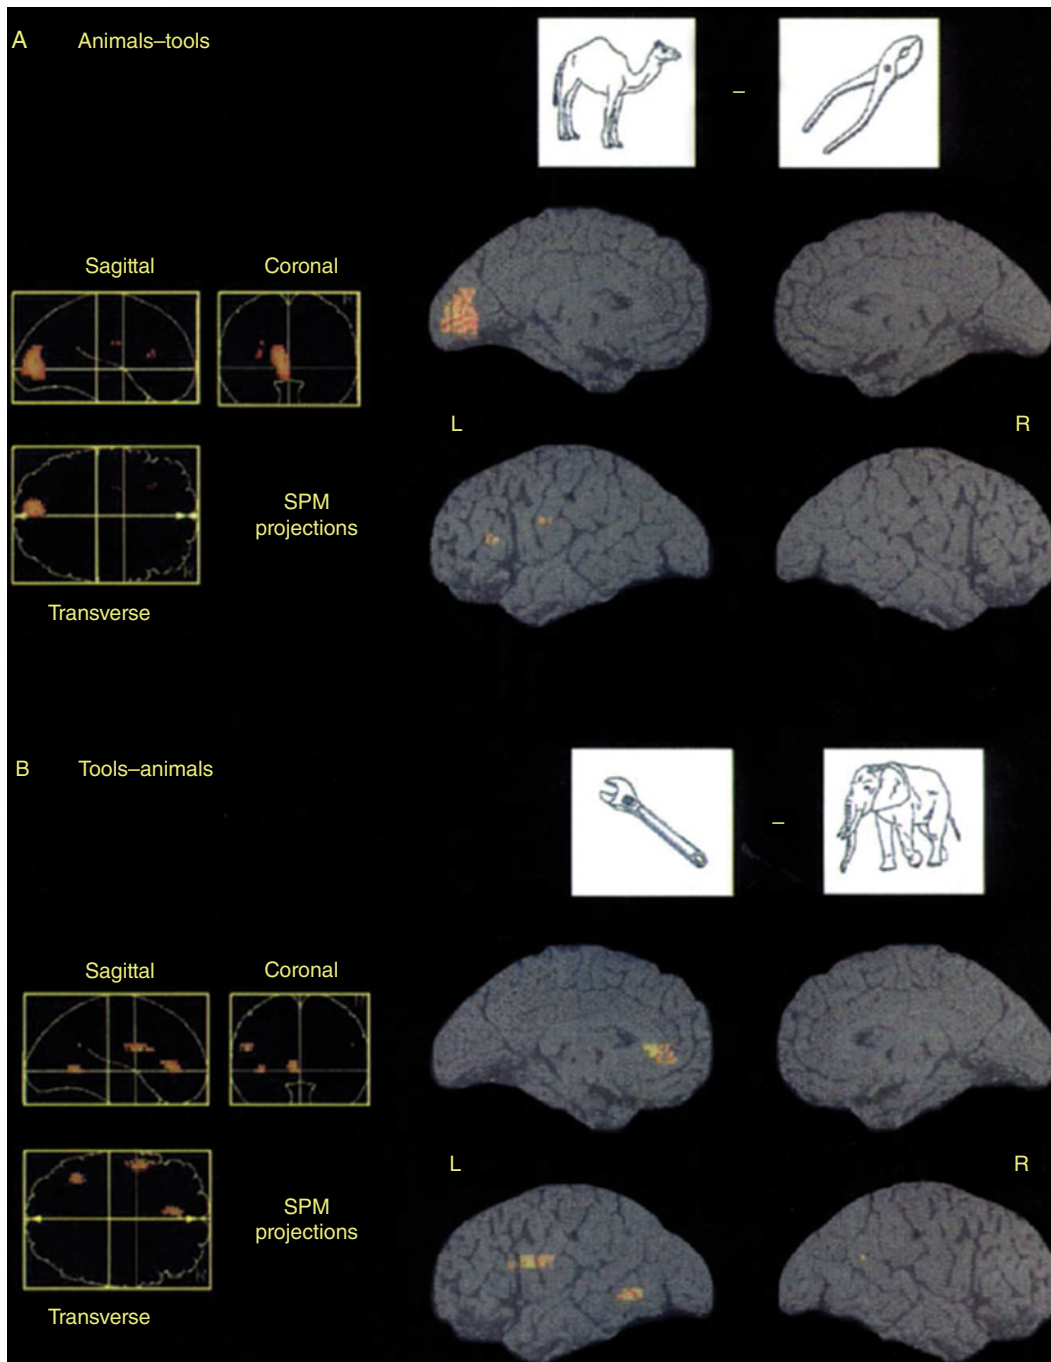 A Animals–tools
–
Sagittal Coronal
L R
SPM
projections
Transverse
B Tools–animals
–
Sagittal Coronal
L R
SPM
projections
Transverse